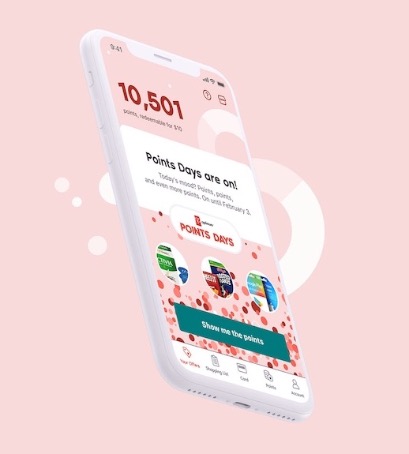 9:41
10,501
points, redeemable for $10
Points Days are on!
Today's mood? Points, points,
and even more points. On until February 3.
POINTS DAYS
Show me the points
Your Offers
Shopping List
Card
Points
Account